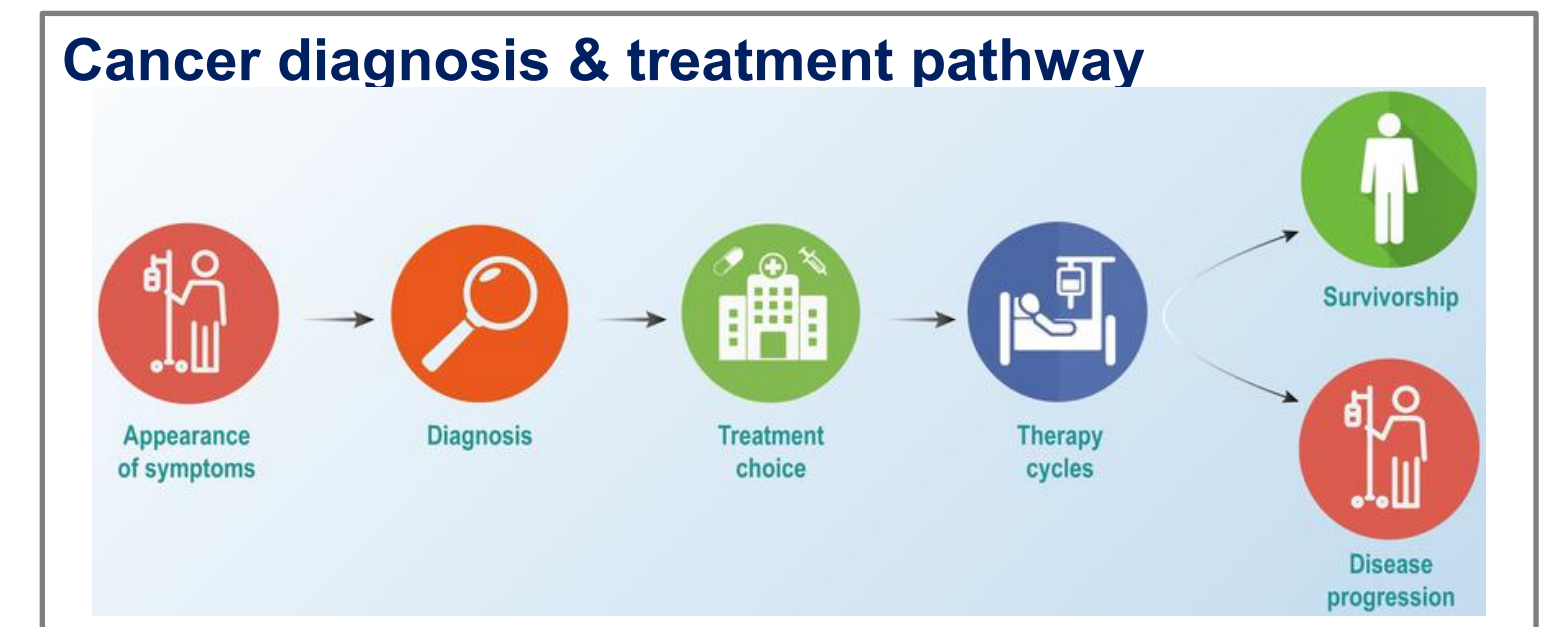 Cancer diagnosis & treatment pathway
Appearance
of symptoms
Diagnosis
Treatment
choice
Therapy
cycles
Survivorship
Disease
progression